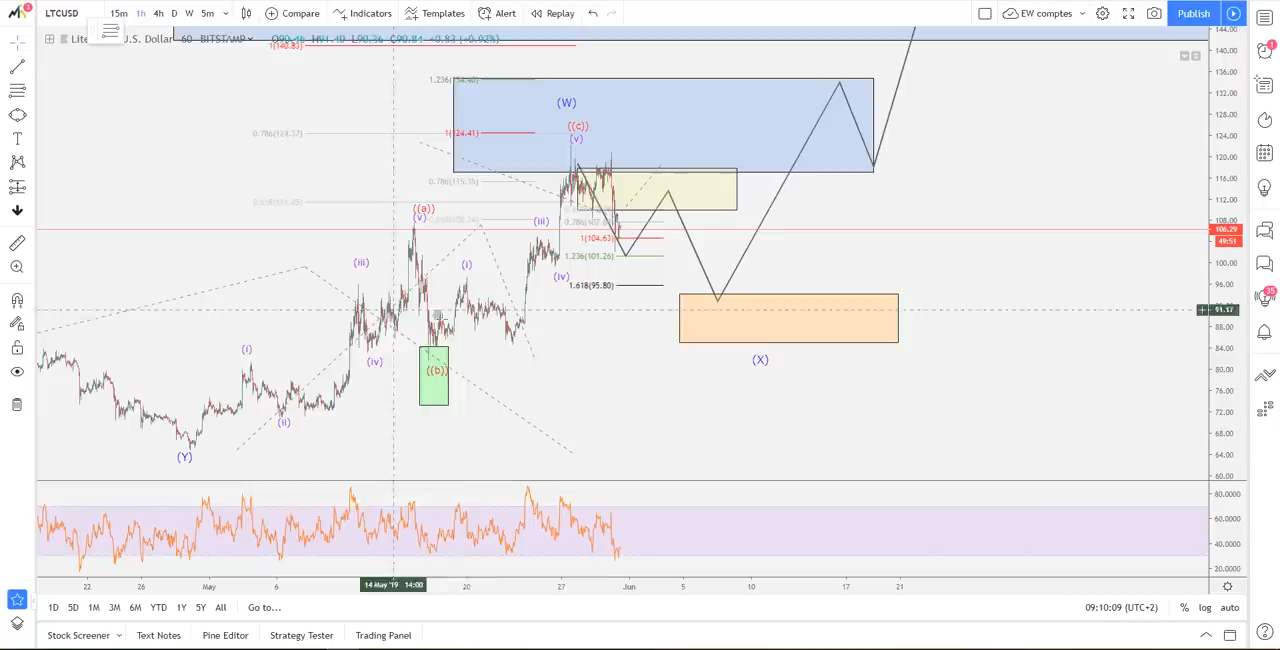 LTCUSD 15m 1h 4h D W 5m Compare Indicators Templates Alert Replay EW comptes Publish
U.S. Dollar 60 BITSTAMP
1(140.83)
144.00
140.00
136.00
132.00
128.00
124.00
120.00
116.00
112.00
108.00
106.29
49:51
100.00
96.00
91.17
88.00
84.00
80.00
76.00
72.00
68.00
64.00
60.00
(W)
((c))
(v)
0.786(124.37)
1(124.41)
0.786(115.35)
((a))
(v)
(iii)
1(104.63)
1.236(101.26)
1.618(95.80)
(iii)
(i)
(iv)
(i)
(iv)
((b))
(X)
(ii)
(Y)
80.0000
60.0000
40.0000
20.0000
22 26 May 6 14 May '19 14:00 20 27 Jun 5 10 17 21
1D 5D 1M 3M 6M YTD 1Y 5Y All Go to... 09:10:09 (UTC+2) % log auto
Stock Screener Text Notes Pine Editor Strategy Tester Trading Panel